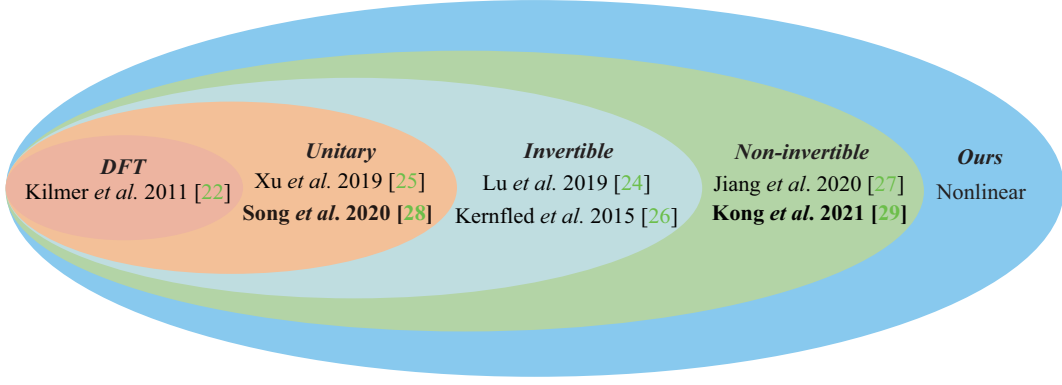 DFT
Kilmer et al. 2011 [22]
Unitary
Xu et al. 2019 [25]
Song et al. 2020 [28]
Invertible
Lu et al. 2019 [24]
Kernfled et al. 2015 [26]
Non-invertible
Jiang et al. 2020 [27]
Kong et al. 2021 [29]
Ours
Nonlinear